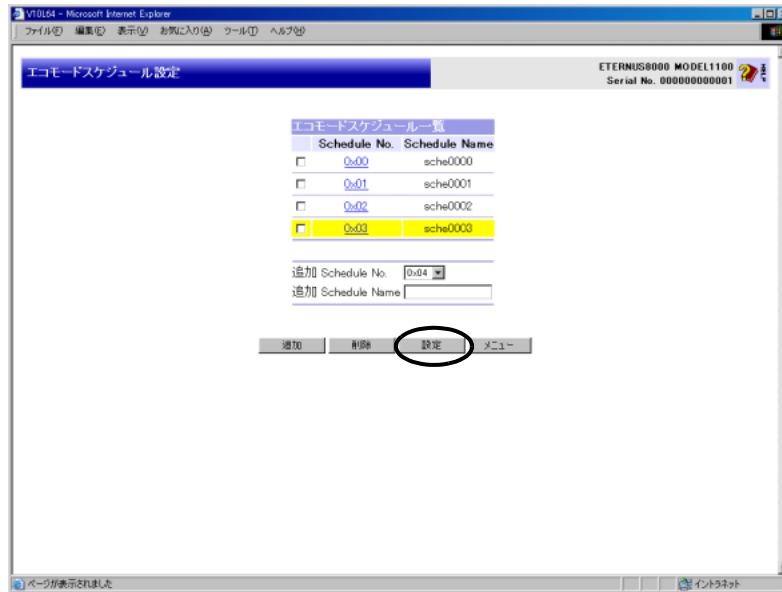 V10L64 - Microsoft Internet Explorer
ファイル(F) 編集(E) 表示(V) お気に入り(A) ツール(T) ヘルプ(H)
エコモードスケジュール設定
ETERNUS8000 MODEL1100
Serial No. 000000000001
HELP
エコモードスケジュール一覧
Schedule No. Schedule Name
0x00 sche0000
0x01 sche0001
0x02 sche0002
0x03 sche0003
追加 Schedule No. 0x04
追加 Schedule Name
追加 削除 設定 メニュー
ページが表示されました イントラネット